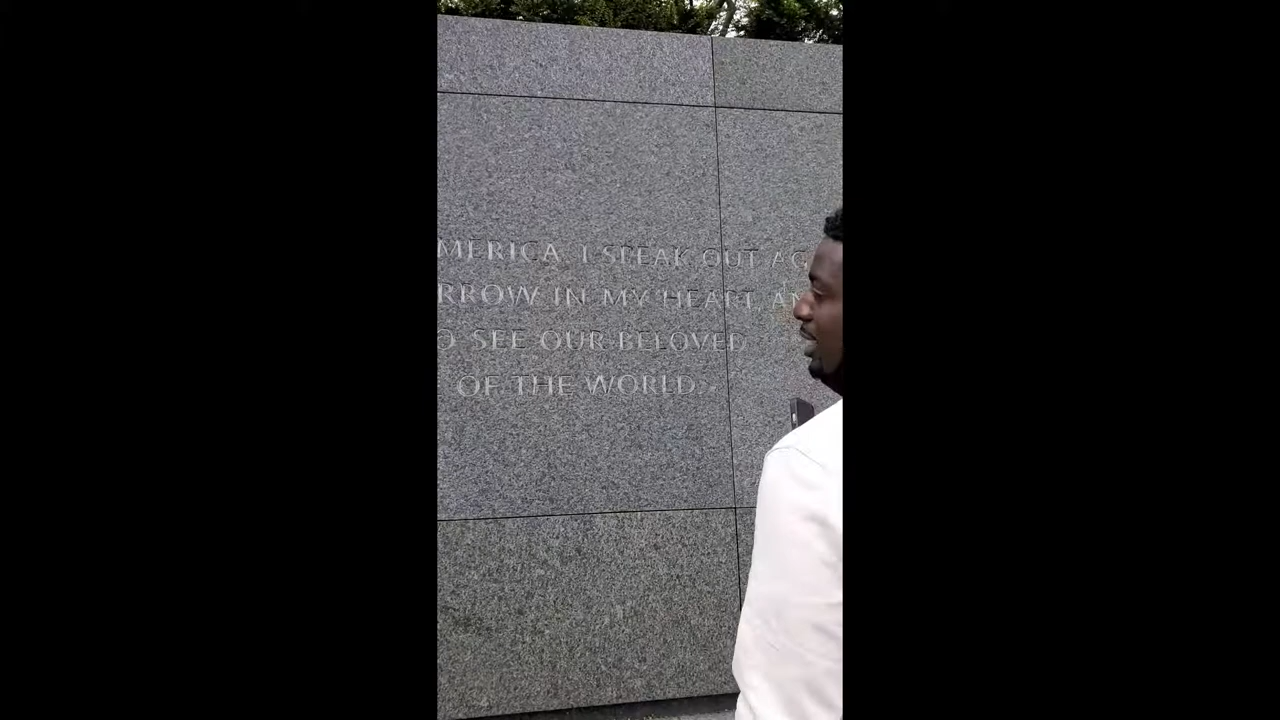 MERICA, I SPEAK OUT AG
RROW IN MY HEART, AN
O SEE OUR BELOVED
OF THE WORLD.